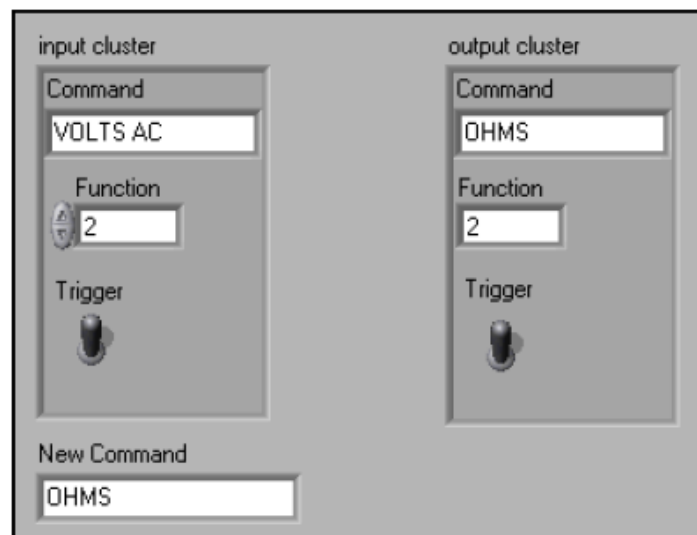 input cluster
Command
VOLTS AC
Function
2
Trigger
New Command
OHMS
output cluster
Command
OHMS
Function
2
Trigger